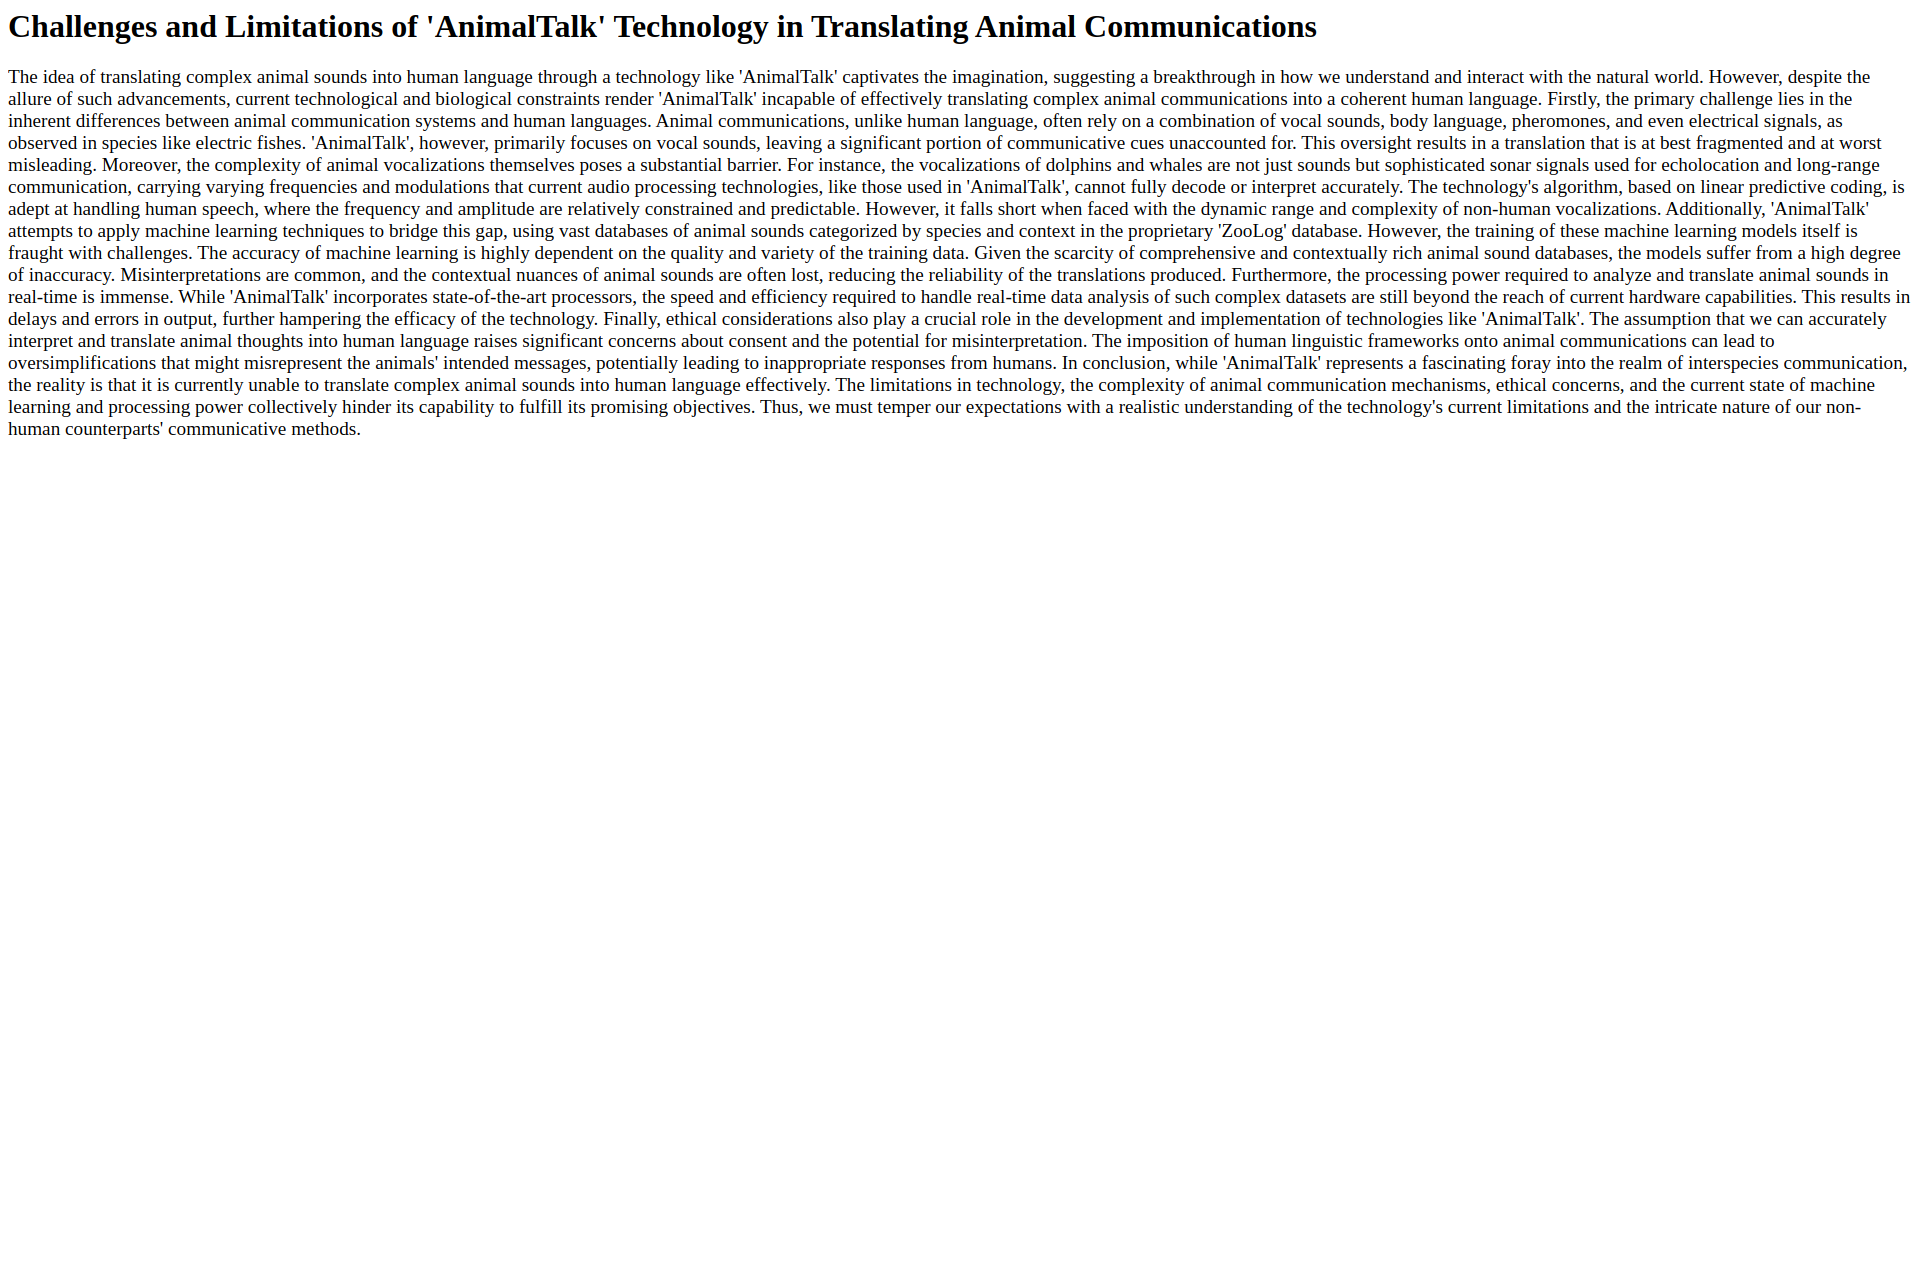 Challenges and Limitations of 'AnimalTalk' Technology in Translating Animal Communications
The idea of translating complex animal sounds into human language through a technology like 'AnimalTalk' captivates the imagination, suggesting a breakthrough in how we understand and interact with the natural world. However, despite the
allure of such advancements, current technological and biological constraints render 'AnimalTalk' incapable of effectively translating complex animal communications into a coherent human language. Firstly, the primary challenge lies in the
inherent differences between animal communication systems and human languages. Animal communications, unlike human language, often rely on a combination of vocal sounds, body language, pheromones, and even electrical signals, as
observed in species like electric fishes. 'AnimalTalk', however, primarily focuses on vocal sounds, leaving a significant portion of communicative cues unaccounted for. This oversight results in a translation that is at best fragmented and at worst
misleading. Moreover, the complexity of animal vocalizations themselves poses a substantial barrier. For instance, the vocalizations of dolphins and whales are not just sounds but sophisticated sonar signals used for echolocation and long-range
communication, carrying varying frequencies and modulations that current audio processing technologies, like those used in 'AnimalTalk', cannot fully decode or interpret accurately. The technology's algorithm, based on linear predictive coding, is
adept at handling human speech, where the frequency and amplitude are relatively constrained and predictable. However, it falls short when faced with the dynamic range and complexity of non-human vocalizations. Additionally, 'AnimalTalk'
attempts to apply machine learning techniques to bridge this gap, using vast databases of animal sounds categorized by species and context in the proprietary 'ZooLog' database. However, the training of these machine learning models itself is
fraught with challenges. The accuracy of machine learning is highly dependent on the quality and variety of the training data. Given the scarcity of comprehensive and contextually rich animal sound databases, the models suffer from a high degree
of inaccuracy. Misinterpretations are common, and the contextual nuances of animal sounds are often lost, reducing the reliability of the translations produced. Furthermore, the processing power required to analyze and translate animal sounds in
real-time is immense. While 'AnimalTalk' incorporates state-of-the-art processors, the speed and efficiency required to handle real-time data analysis of such complex datasets are still beyond the reach of current hardware capabilities. This results in
delays and errors in output, further hampering the efficacy of the technology. Finally, ethical considerations also play a crucial role in the development and implementation of technologies like 'AnimalTalk'. The assumption that we can accurately
interpret and translate animal thoughts into human language raises significant concerns about consent and the potential for misinterpretation. The imposition of human linguistic frameworks onto animal communications can lead to
oversimplifications that might misrepresent the animals' intended messages, potentially leading to inappropriate responses from humans. In conclusion, while 'AnimalTalk' represents a fascinating foray into the realm of interspecies communication,
the reality is that it is currently unable to translate complex animal sounds into human language effectively. The limitations in technology, the complexity of animal communication mechanisms, ethical concerns, and the current state of machine
learning and processing power collectively hinder its capability to fulfill its promising objectives. Thus, we must temper our expectations with a realistic understanding of the technology's current limitations and the intricate nature of our non-
human counterparts' communicative methods.